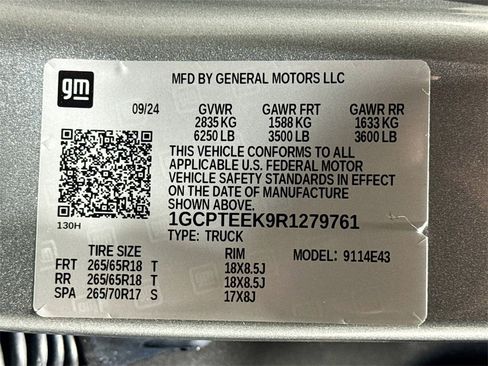 gm
MFD BY GENERAL MOTORS LLC
09/24 GVWR GAWR FRT GAWR RR
2835 KG 1588 KG 1633 KG
6250 LB 3500 LB 3600 LB
THIS VEHICLE CONFORMS TO ALL
APPLICABLE U.S. FEDERAL MOTOR
VEHICLE SAFETY STANDARDS IN EFFECT
ON THE DATE OF MANUFACTURE
SHOWN ABOVE.
130H
1GCPTEEK9R1279761
TYPE: TRUCK
TIRE SIZE RIM MODEL: 9114E43
FRT 265/65R18 T 18X8.5J
RR 265/65R18 T 18X8.5J
SPA 265/70R17 S 17X8J